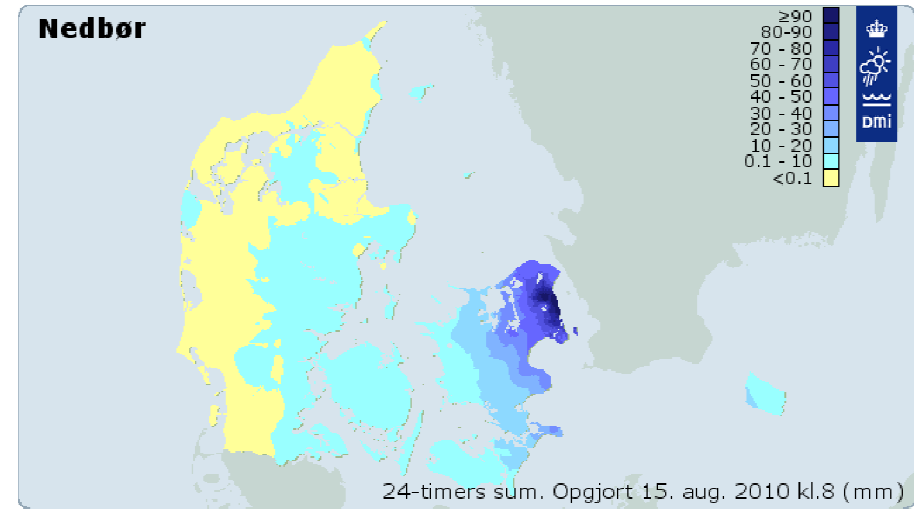 Nedbør
≥90
80-90
70 - 80
60 - 70
50 - 60
40 - 50
30 - 40
20 - 30
10 - 20
0.1 - 10
<0.1
DMi
24-timers sum. Opgjort 15. aug. 2010 kl.8 (mm)